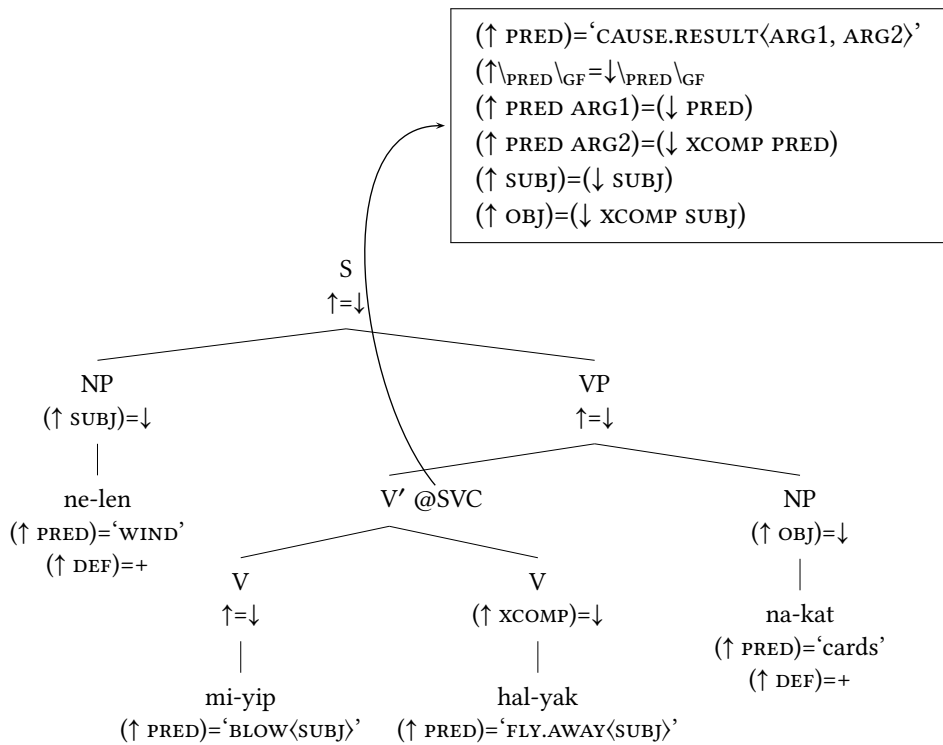 (↑ PRED)=‘CAUSE.RESULT⟨ARG1, ARG2⟩’
(↑\PRED\GF=↓\PRED\GF
(↑ PRED ARG1)=(↓ PRED)
(↑ PRED ARG2)=(↓ XCOMP PRED)
(↑ SUBJ)=(↓ SUBJ)
(↑ OBJ)=(↓ XCOMP SUBJ)
S
↑=↓
NP VP
(↑ SUBJ)=↓ ↑=↓
ne-len V′ @SVC NP
(↑ PRED)=‘WIND’ (↑ OBJ)=↓
(↑ DEF)=+
V V
↑=↓ (↑ XCOMP)=↓ na-kat
(↑ PRED)=‘cards’
(↑ DEF)=+
mi-yip hal-yak
(↑ PRED)=‘BLOW⟨SUBJ⟩’ (↑ PRED)=‘FLY.AWAY⟨SUBJ⟩’